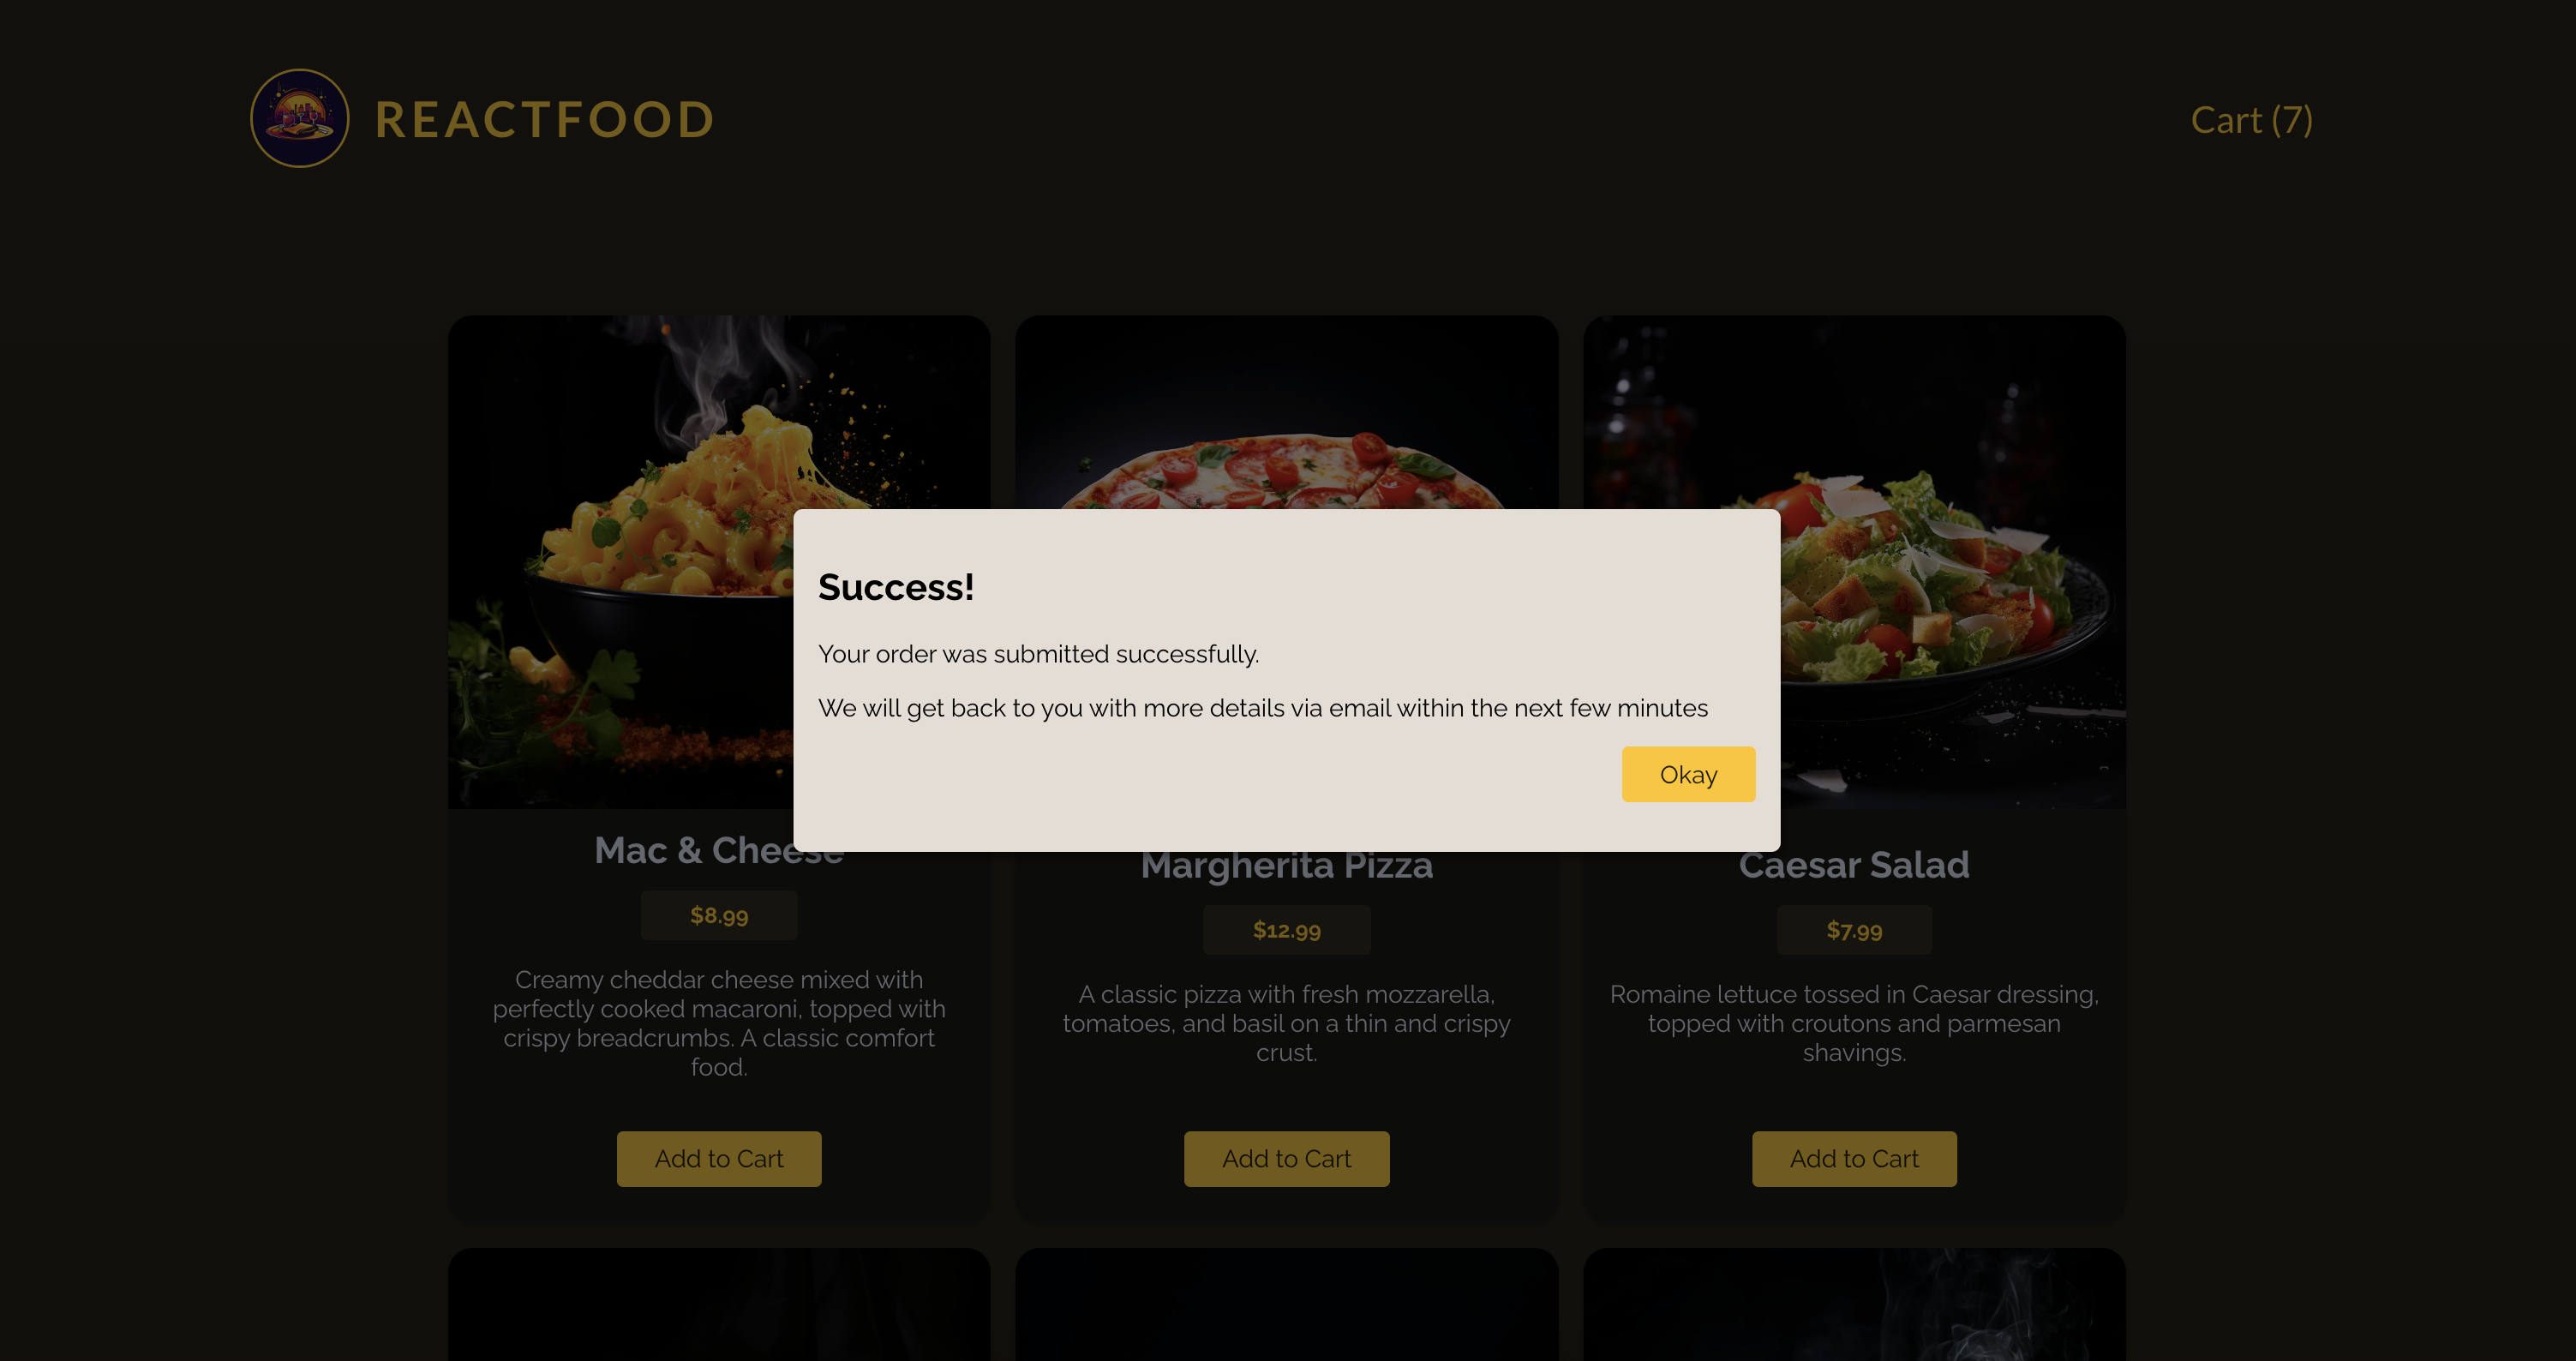 REACTFOOD
Cart (7)
Success!
Your order was submitted successfully.
We will get back to you with more details via email within the next few minutes
Okay
Mac & Cheese
$8.99
Creamy cheddar cheese mixed with
perfectly cooked macaroni, topped with
crispy breadcrumbs. A classic comfort
food.
Add to Cart
Margherita Pizza
$12.99
A classic pizza with fresh mozzarella,
tomatoes, and basil on a thin and crispy
crust.
Add to Cart
Caesar Salad
$7.99
Romaine lettuce tossed in Caesar dressing,
topped with croutons and parmesan
shavings.
Add to Cart